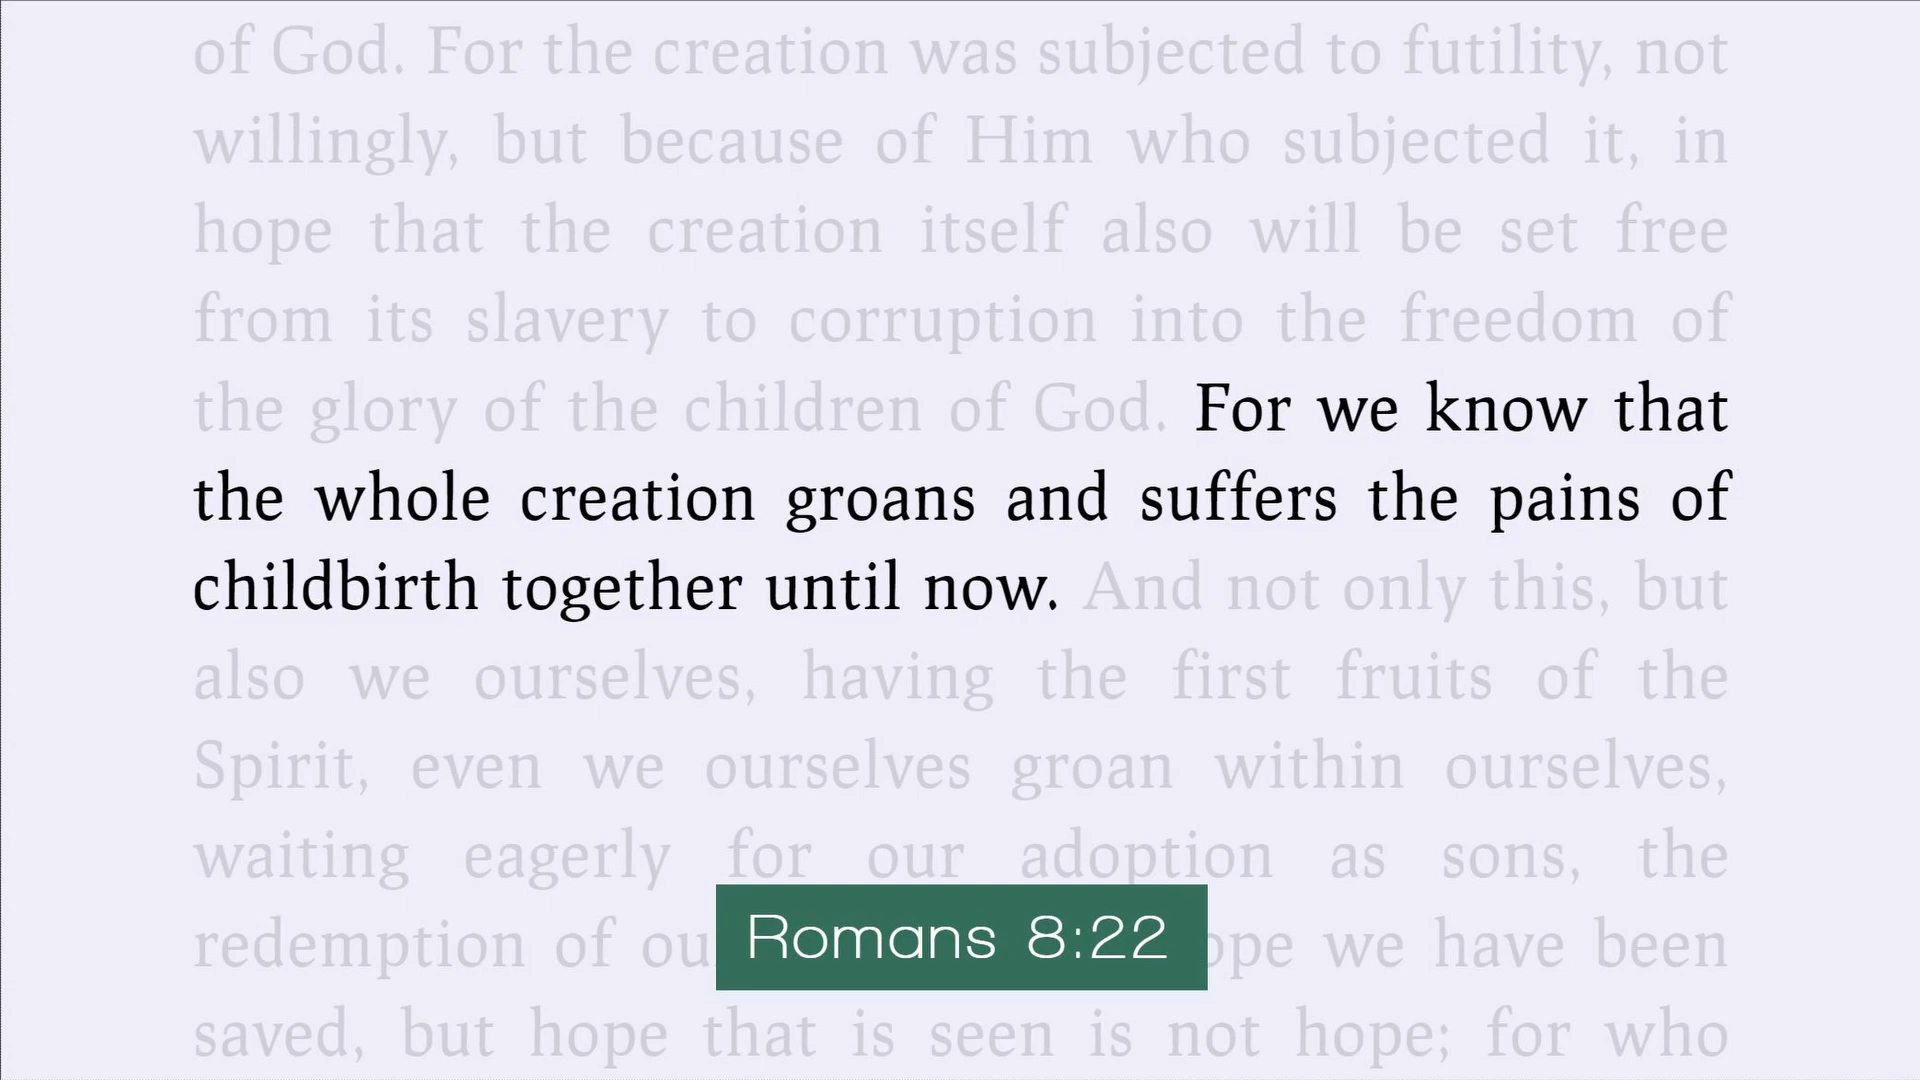 of God. For the creation was subjected to futility, not
willingly, but because of Him who subjected it, in
hope that the creation itself also will be set free
from its slavery to corruption into the freedom of
the glory of the children of God. For we know that
the whole creation groans and suffers the pains of
childbirth together until now. And not only this, but
also we ourselves, having the first fruits of the
Spirit, even we ourselves groan within ourselves,
waiting eagerly for our adoption as sons, the
redemption of we have been
Romans 8:22
saved, but hope that is seen is not hope; for who